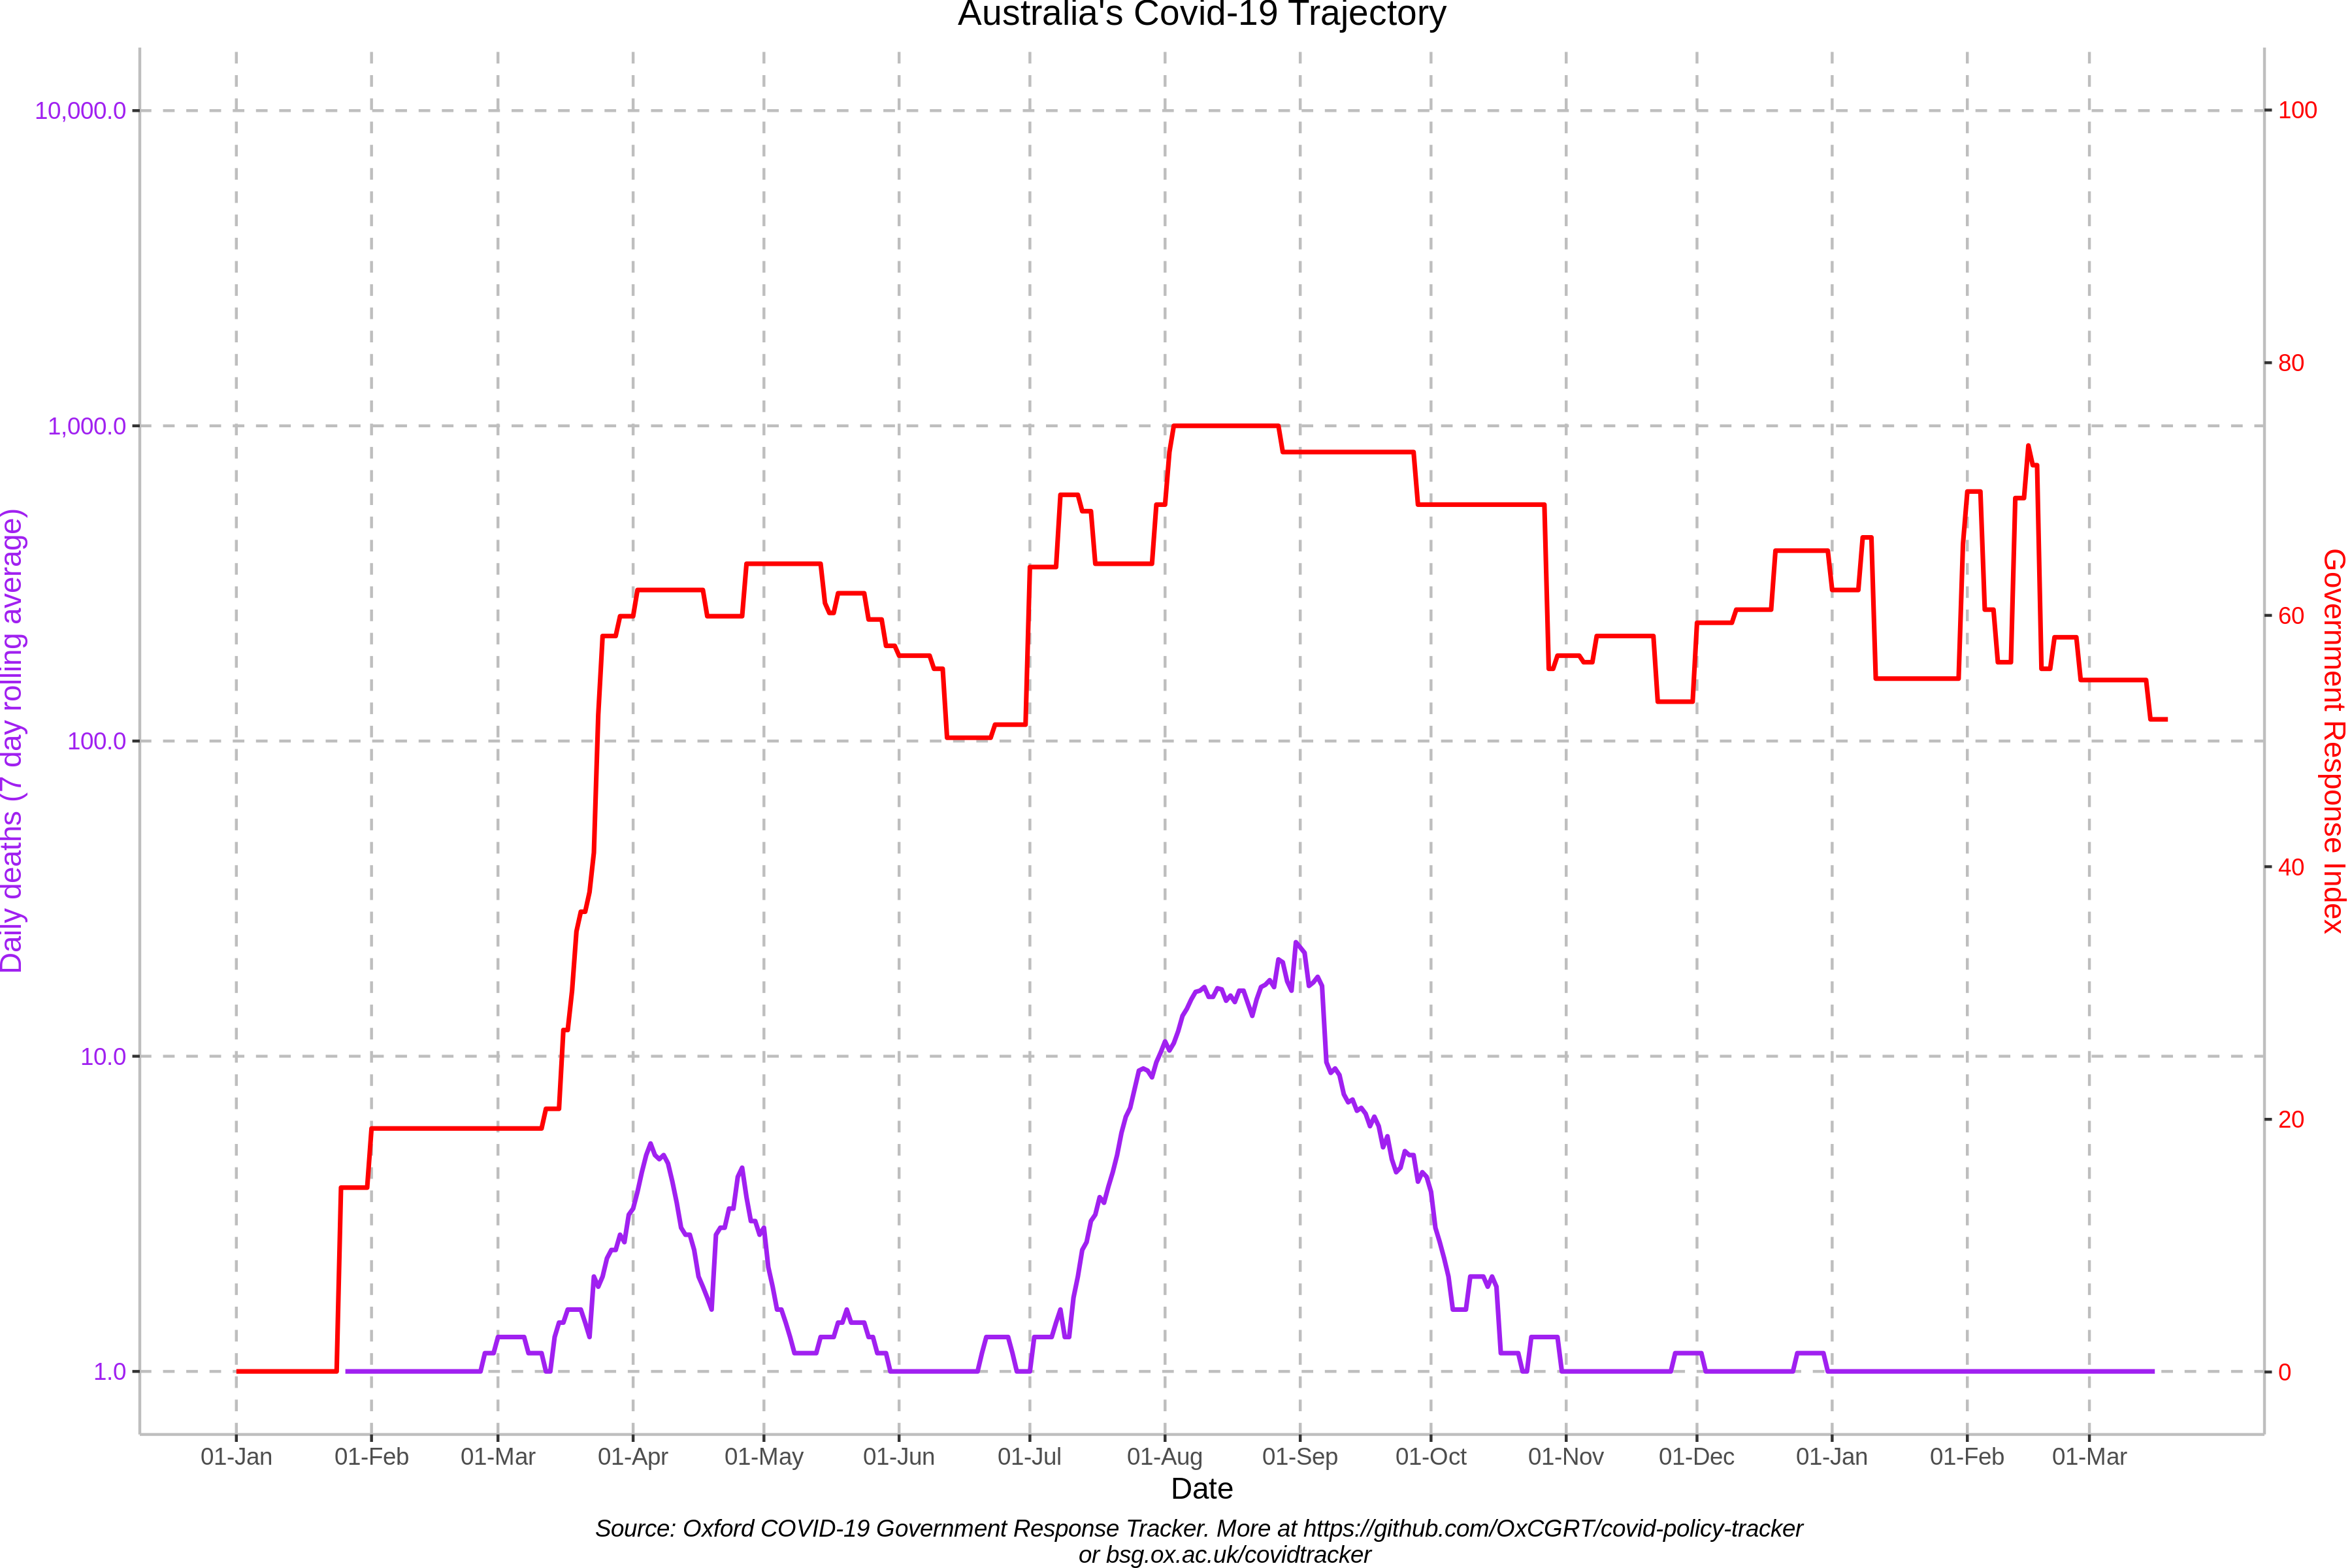 Australia's Covid-19 Trajectory
10,000.0
1,000.0
100.0
10.0
1.0
Daily deaths (7 day rolling average)
100
80
60
40
20
0
Government Response Index
01-Jan 01-Feb 01-Mar 01-Apr 01-May 01-Jun 01-Jul 01-Aug 01-Sep 01-Oct 01-Nov 01-Dec 01-Jan 01-Feb 01-Mar
Date
Source: Oxford COVID-19 Government Response Tracker. More at https://github.com/OxCGRT/covid-policy-tracker
or bsg.ox.ac.uk/covidtracker